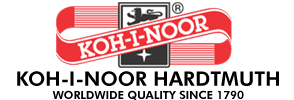 ®
KOH-I-NOOR
KOH-I-NOOR HARDTMUTH
WORLDWIDE QUALITY SINCE 1790